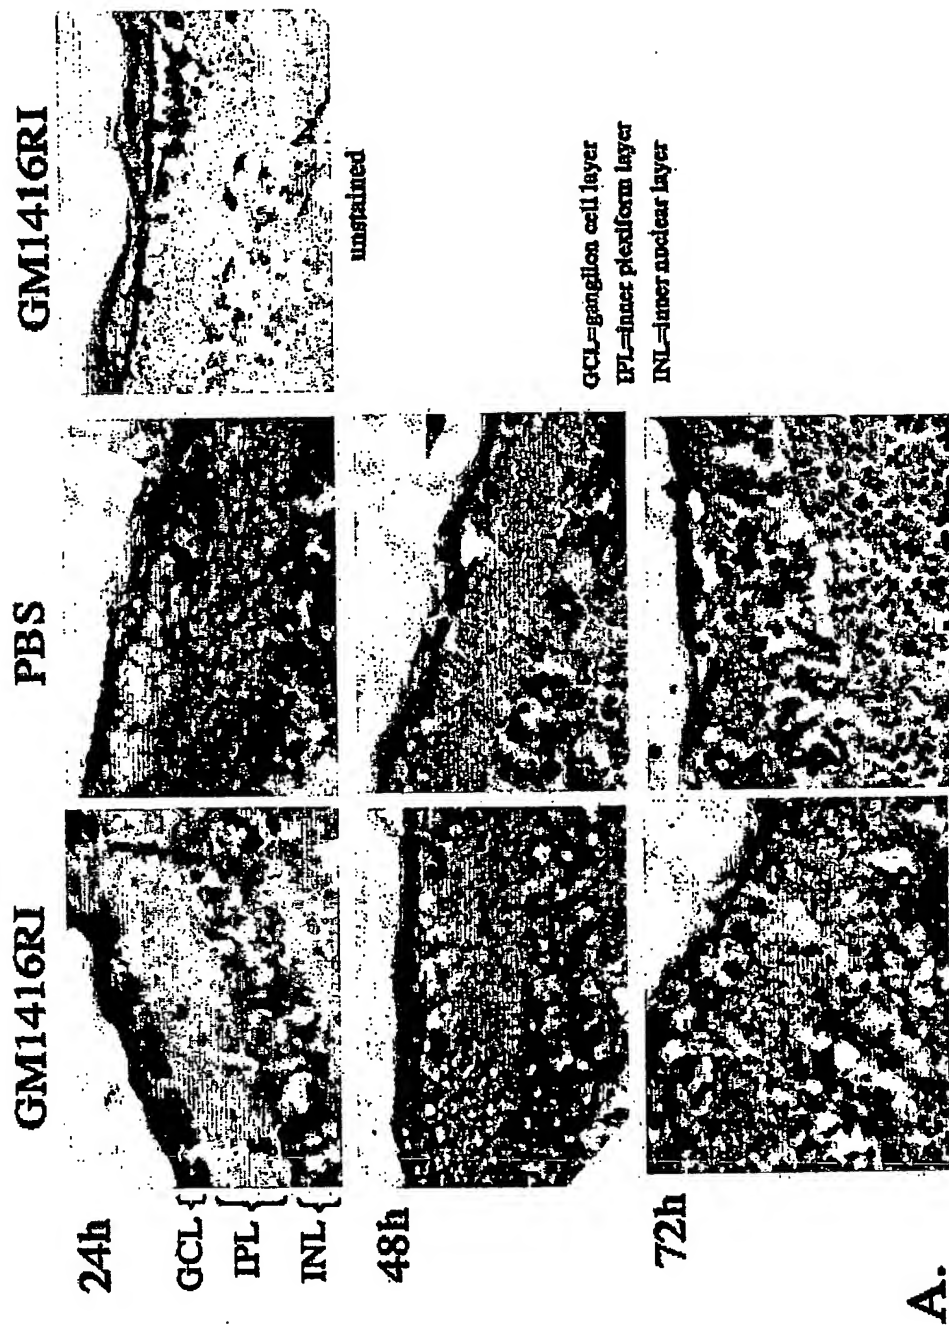 GM1416RI PBS GM1416RI
24h
GCL {
IPL {
INL {
unstained
48h
GCL=ganglion cell layer
IPL=inner plexiform layer
INL=inner nuclear layer
72h
A.